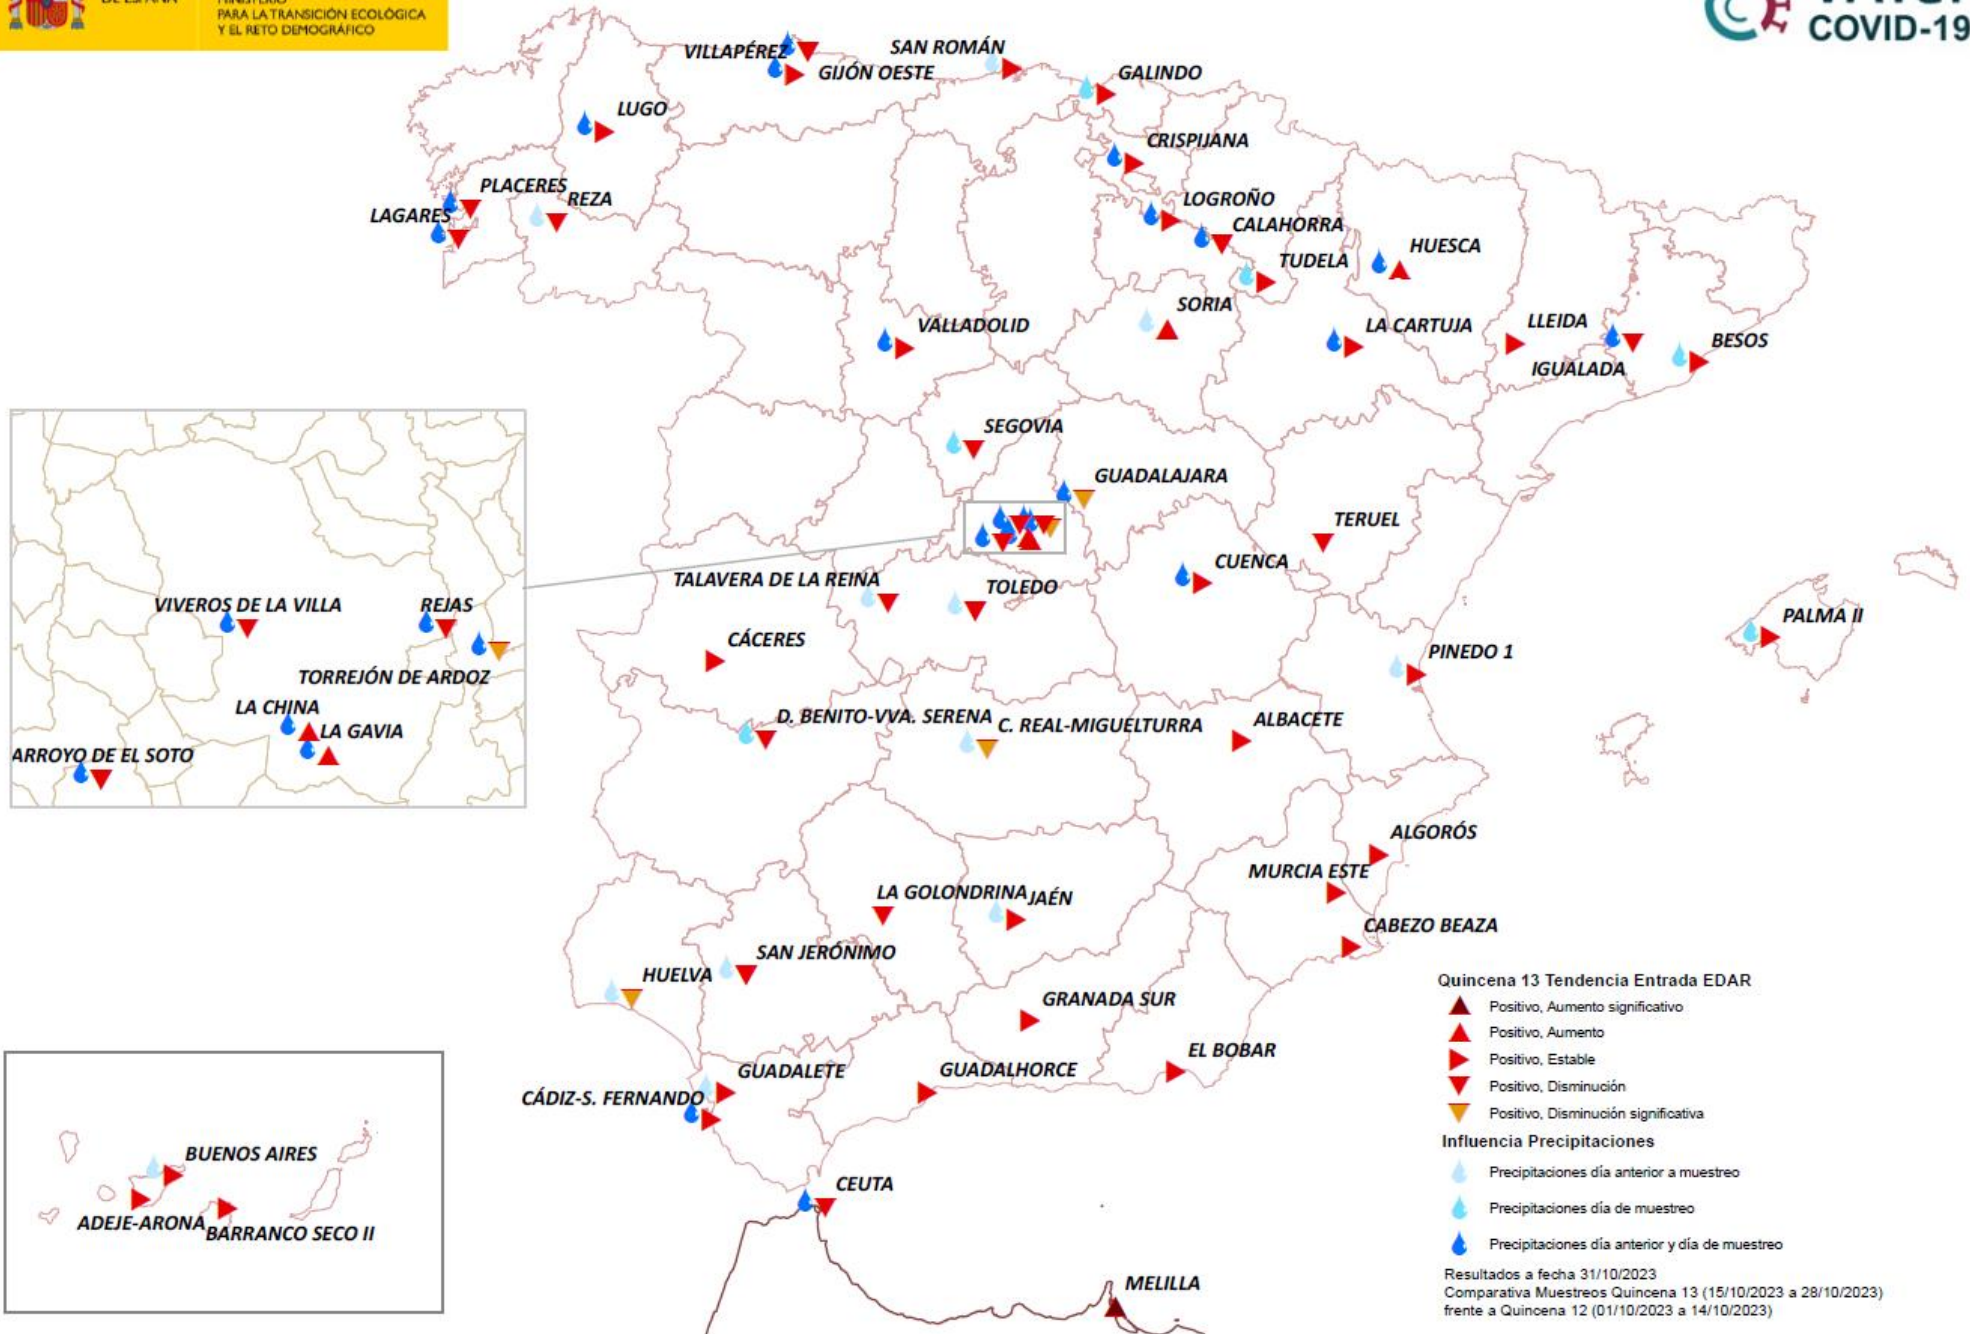 PARA LA TRANSICIÓN ECOLÓGICA
Y EL RETO DEMOGRÁFICO
COVID-19
VILLAPÉREZ
SAN ROMÁN
GIJÓN OESTE
GALINDO
LUGO
CRISPIJANA
PLACERES
REZA
LOGROÑO
LAGARES
CALAHORRA
HUESCA
TUDELA
SORIA
VALLADOLID
LA CARTUJA
LLEIDA
BESOS
IGUALADA
SEGOVIA
GUADALAJARA
TERUEL
CUENCA
TALAVERA DE LA REINA
TOLEDO
VIVEROS DE LA VILLA
REJAS
PALMA II
CÁCERES
PINEDO 1
TORREJÓN DE ARDOZ
LA CHINA
D. BENITO-VVA. SERENA
C. REAL-MIGUELTURRA
ALBACETE
LA GAVIA
ARROYO DE EL SOTO
ALGORÓS
MURCIA ESTE
LA GOLONDRINA
JAÉN
CABEZO BEAZA
SAN JERÓNIMO
HUELVA
GRANADA SUR
EL BOBAR
GUADALETE
GUADALHORCE
CÁDIZ-S. FERNANDO
BUENOS AIRES
CEUTA
ADEJE-ARONA
BARRANCO SECO II
MELILLA
Quincena 13 Tendencia Entrada EDAR
Positivo, Aumento significativo
Positivo, Aumento
Positivo, Estable
Positivo, Disminución
Positivo, Disminución significativa
Influencia Precipitaciones
Precipitaciones día anterior a muestreo
Precipitaciones día de muestreo
Precipitaciones día anterior y día de muestreo
Resultados a fecha 31/10/2023
Comparativa Muestreos Quincena 13 (15/10/2023 a 28/10/2023)
frente a Quincena 12 (01/10/2023 a 14/10/2023)